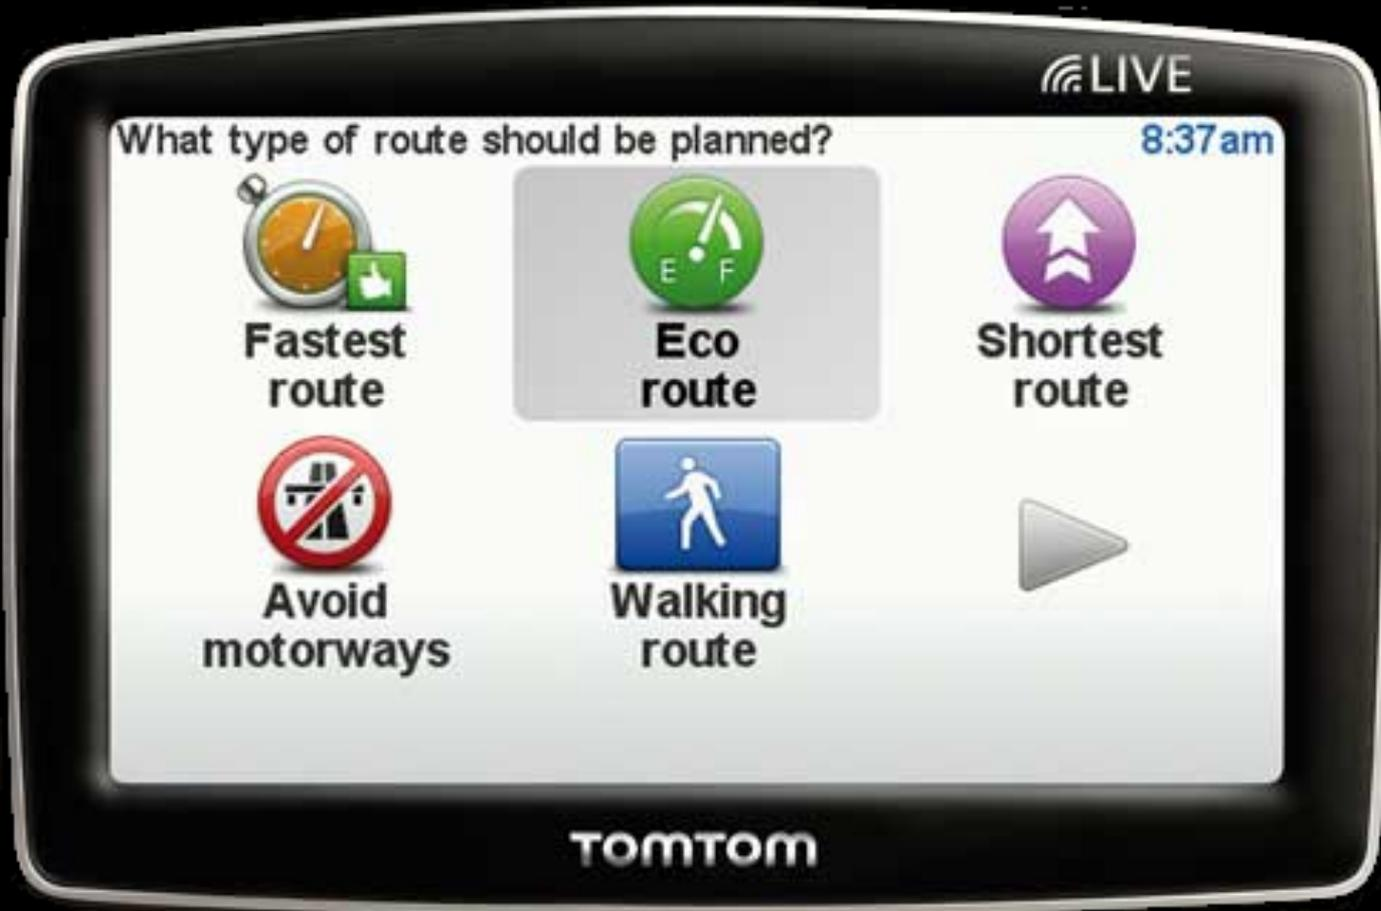 LIVE
What type of route should be planned?
8:37am
Fastest
route
E F
Eco
route
Shortest
route
Avoid
motorways
Walking
route
TOMTOM